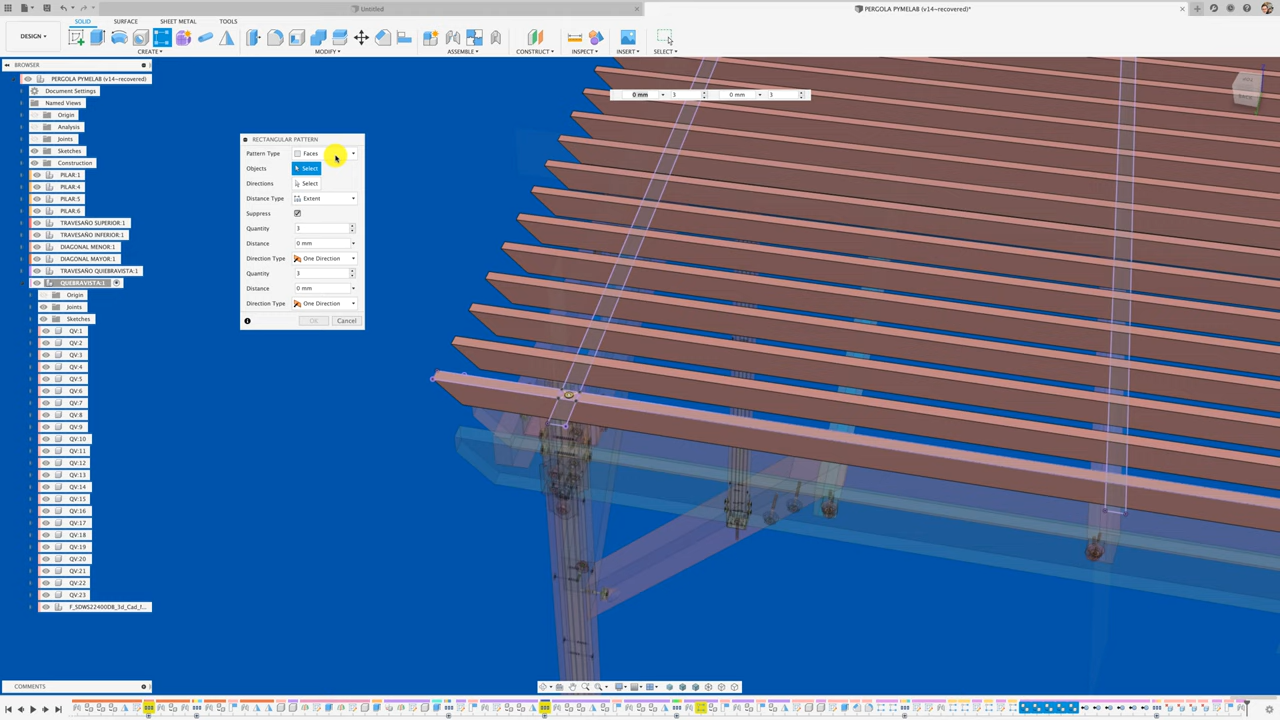 Untitled
PERGOLA PYMELAB (v14~recovered)*
DESIGN
SOLID
SURFACE
SHEET METAL
TOOLS
CREATE
MODIFY
ASSEMBLE
CONSTRUCT
INSPECT
INSERT
SELECT
BROWSER
PERGOLA PYMELAB (v14~recovered)
Document Settings
Named Views
Origin
Analysis
Joints
Sketches
Construction
PILAR:1
PILAR:4
PILAR:5
PILAR:6
TRAVESAÑO SUPERIOR:1
TRAVESAÑO INFERIOR:1
DIAGONAL MENOR:1
DIAGONAL MAYOR:1
TRAVESAÑO QUIEBRAVISTA:1
QUEBRAVISTA:1
Origin
Joints
Sketches
QV:1
QV:2
QV:3
QV:4
QV:5
QV:6
QV:7
QV:8
QV:9
QV:10
QV:11
QV:12
QV:13
QV:14
QV:15
QV:16
QV:17
QV:18
QV:19
QV:20
QV:21
QV:22
QV:23
F_SDWS22400DB_3d_Cad_f...
RECTANGULAR PATTERN
Pattern Type Faces
Objects Select
Directions Select
Distance Type Extent
Suppress
Quantity 3
Distance 0 mm
Direction Type One Direction
Quantity 3
Distance 0 mm
Direction Type One Direction
OK Cancel
0 mm 3 0 mm 3
COMMENTS